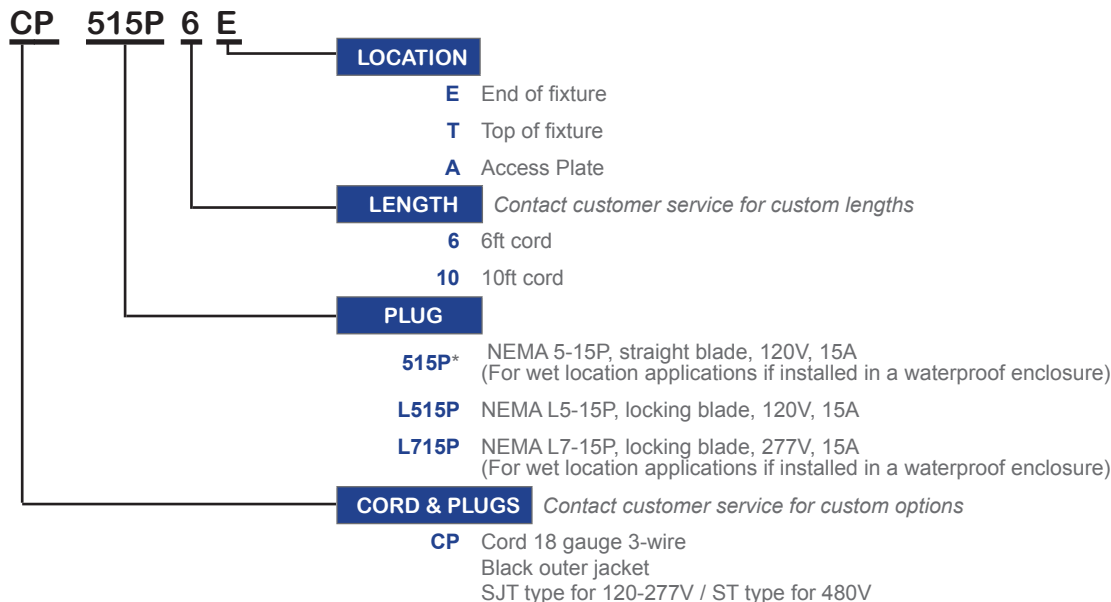 CP 515P 6 E
LOCATION
E End of fixture
T Top of fixture
A Access Plate
LENGTH Contact customer service for custom lengths
6 6ft cord
10 10ft cord
PLUG
515P* NEMA 5-15P, straight blade, 120V, 15A
(For wet location applications if installed in a waterproof enclosure)
L515P NEMA L5-15P, locking blade, 120V, 15A
L715P NEMA L7-15P, locking blade, 277V, 15A
(For wet location applications if installed in a waterproof enclosure)
CORD & PLUGS Contact customer service for custom options
CP Cord 18 gauge 3-wire
Black outer jacket
SJT type for 120-277V / ST type for 480V